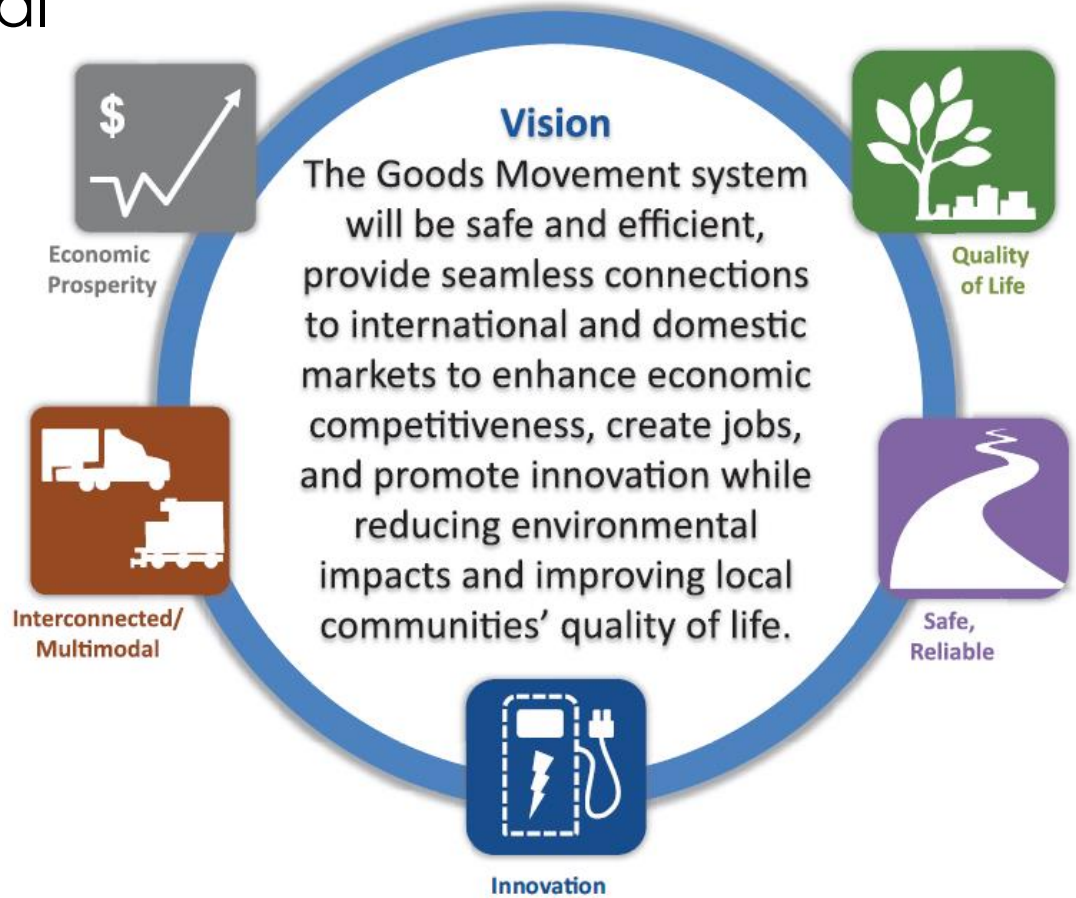 al
Vision
The Goods Movement system
will be safe and efficient,
provide seamless connections
to international and domestic
markets to enhance economic
competitiveness, create jobs,
and promote innovation while
reducing environmental
impacts and improving local
communities’ quality of life.
$
Economic
Prosperity
Quality
of Life
Interconnected/
Multimodal
Safe,
Reliable
Innovation